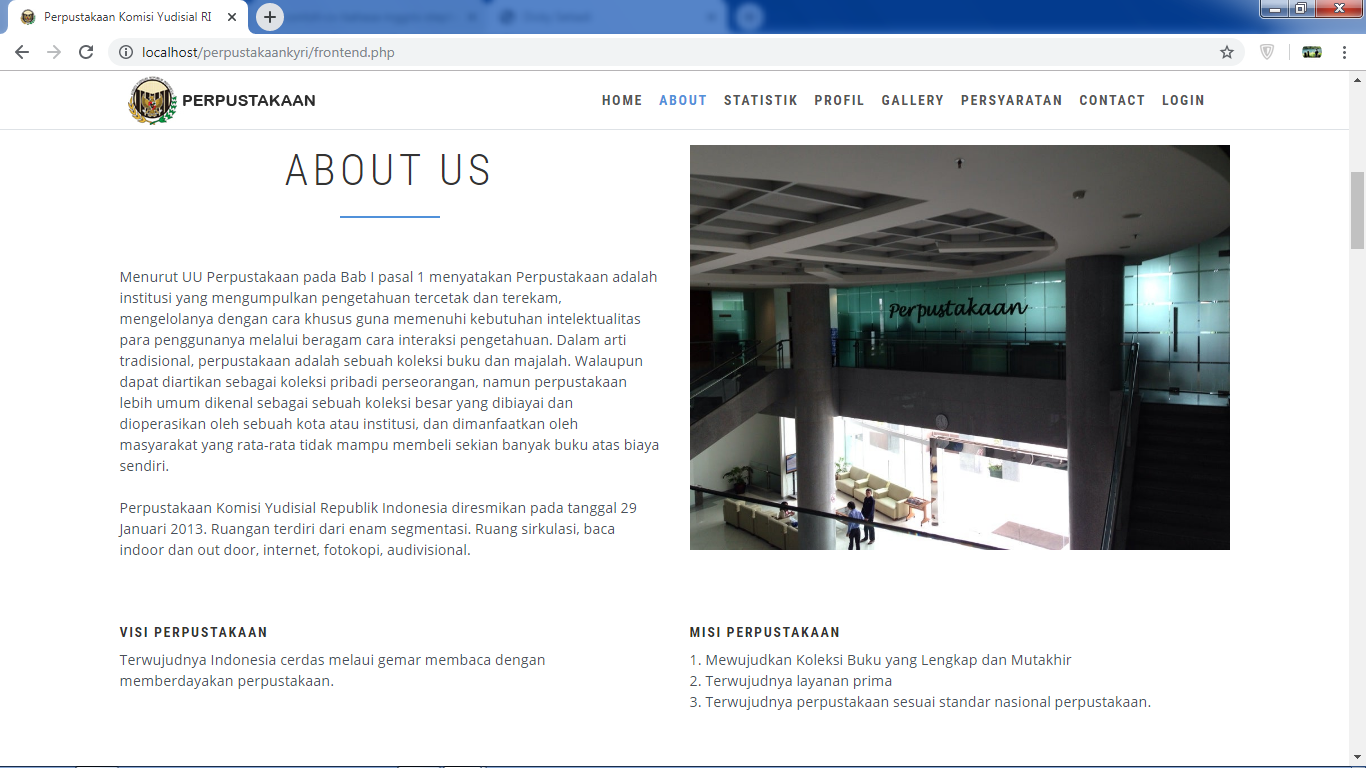 Perpustakaan Komisi Yudisial RI
localhost/perpustakaankyri/frontend.php
PERPUSTAKAAN
HOME ABOUT STATISTIK PROFIL GALLERY PERSYARATAN CONTACT LOGIN
ABOUT US
Perpustakaan
Menurut UU Perpustakaan pada Bab I pasal 1 menyatakan Perpustakaan adalah
institusi yang mengumpulkan pengetahuan tercetak dan terekam,
mengelolanya dengan cara khusus guna memenuhi kebutuhan intelektualitas
para penggunanya melalui beragam cara interaksi pengetahuan. Dalam arti
tradisional, perpustakaan adalah sebuah koleksi buku dan majalah. Walaupun
dapat diartikan sebagai koleksi pribadi perseorangan, namun perpustakaan
lebih umum dikenal sebagai sebuah koleksi besar yang dibiayai dan
dioperasikan oleh sebuah kota atau institusi, dan dimanfaatkan oleh
masyarakat yang rata-rata tidak mampu membeli sekian banyak buku atas biaya
sendiri.
Perpustakaan Komisi Yudisial Republik Indonesia diresmikan pada tanggal 29
Januari 2013. Ruangan terdiri dari enam segmentasi. Ruang sirkulasi, baca
indoor dan out door, internet, fotokopi, audivisional.
VISI PERPUSTAKAAN
Terwujudnya Indonesia cerdas melaui gemar membaca dengan
memberdayakan perpustakaan.
MISI PERPUSTAKAAN
1. Mewujudkan Koleksi Buku yang Lengkap dan Mutakhir
2. Terwujudnya layanan prima
3. Terwujudnya perpustakaan sesuai standar nasional perpustakaan.